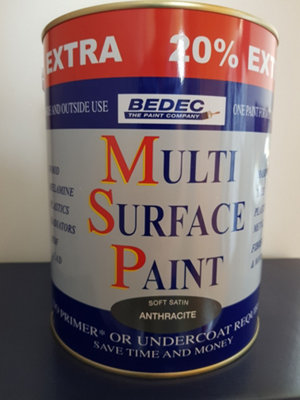 EXTRA 20% EXT
AND OUTSIDE USE
BEDEC
THE PAINT COMPANY
ONE PAINT
MULTI
SURFACE
PAINT
SOFT SATIN
ANTHRACITE
PRIMER* OR UNDERCOAT REQUI
SAVE TIME AND MONEY